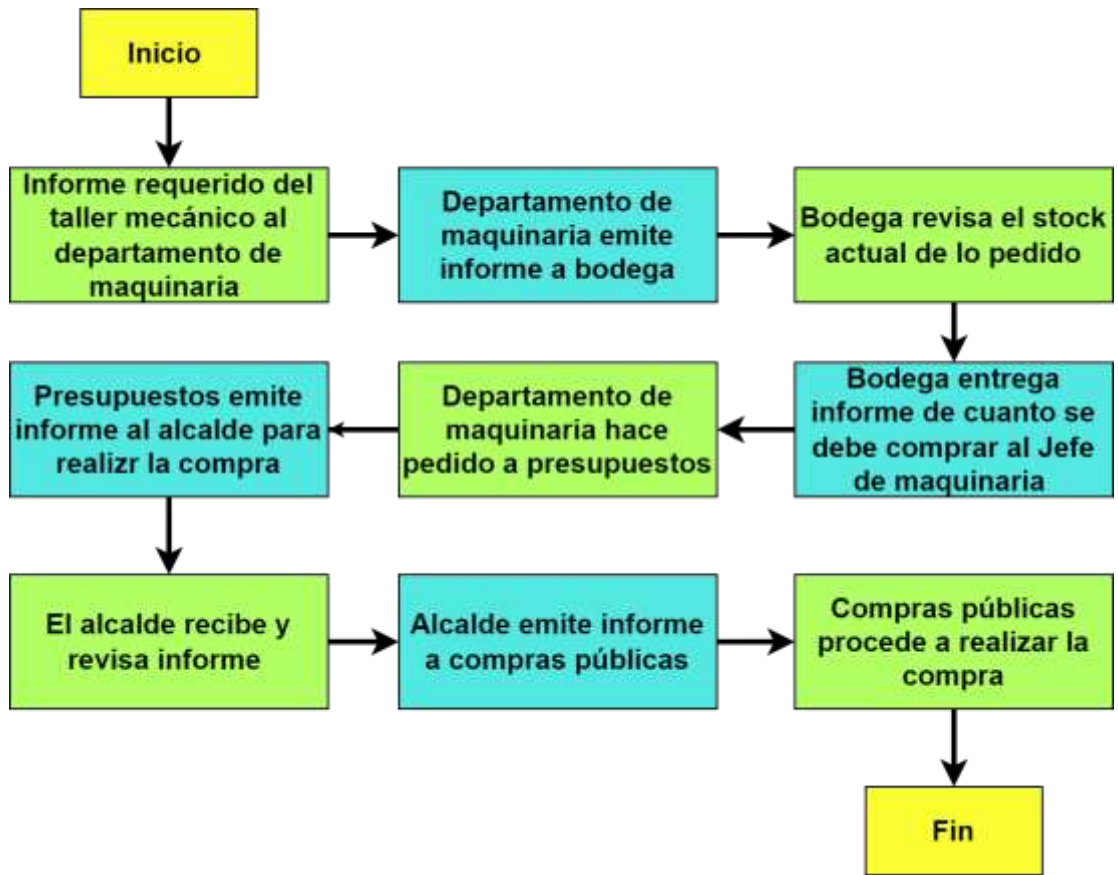 Inicio
Informe requerido del
taller mecánico al
departamento de
maquinaria
Departamento de
maquinaria emite
informe a bodega
Bodega revisa el stock
actual de lo pedido
Bodega entrega
informe de cuanto se
debe comprar al Jefe
de maquinaria
Departamento de
maquinaria hace
pedido a presupuestos
Presupuestos emite
informe al alcalde para
realizr la compra
El alcalde recibe y
revisa informe
Alcalde emite informe
a compras públicas
Compras públicas
procede a realizar la
compra
Fin